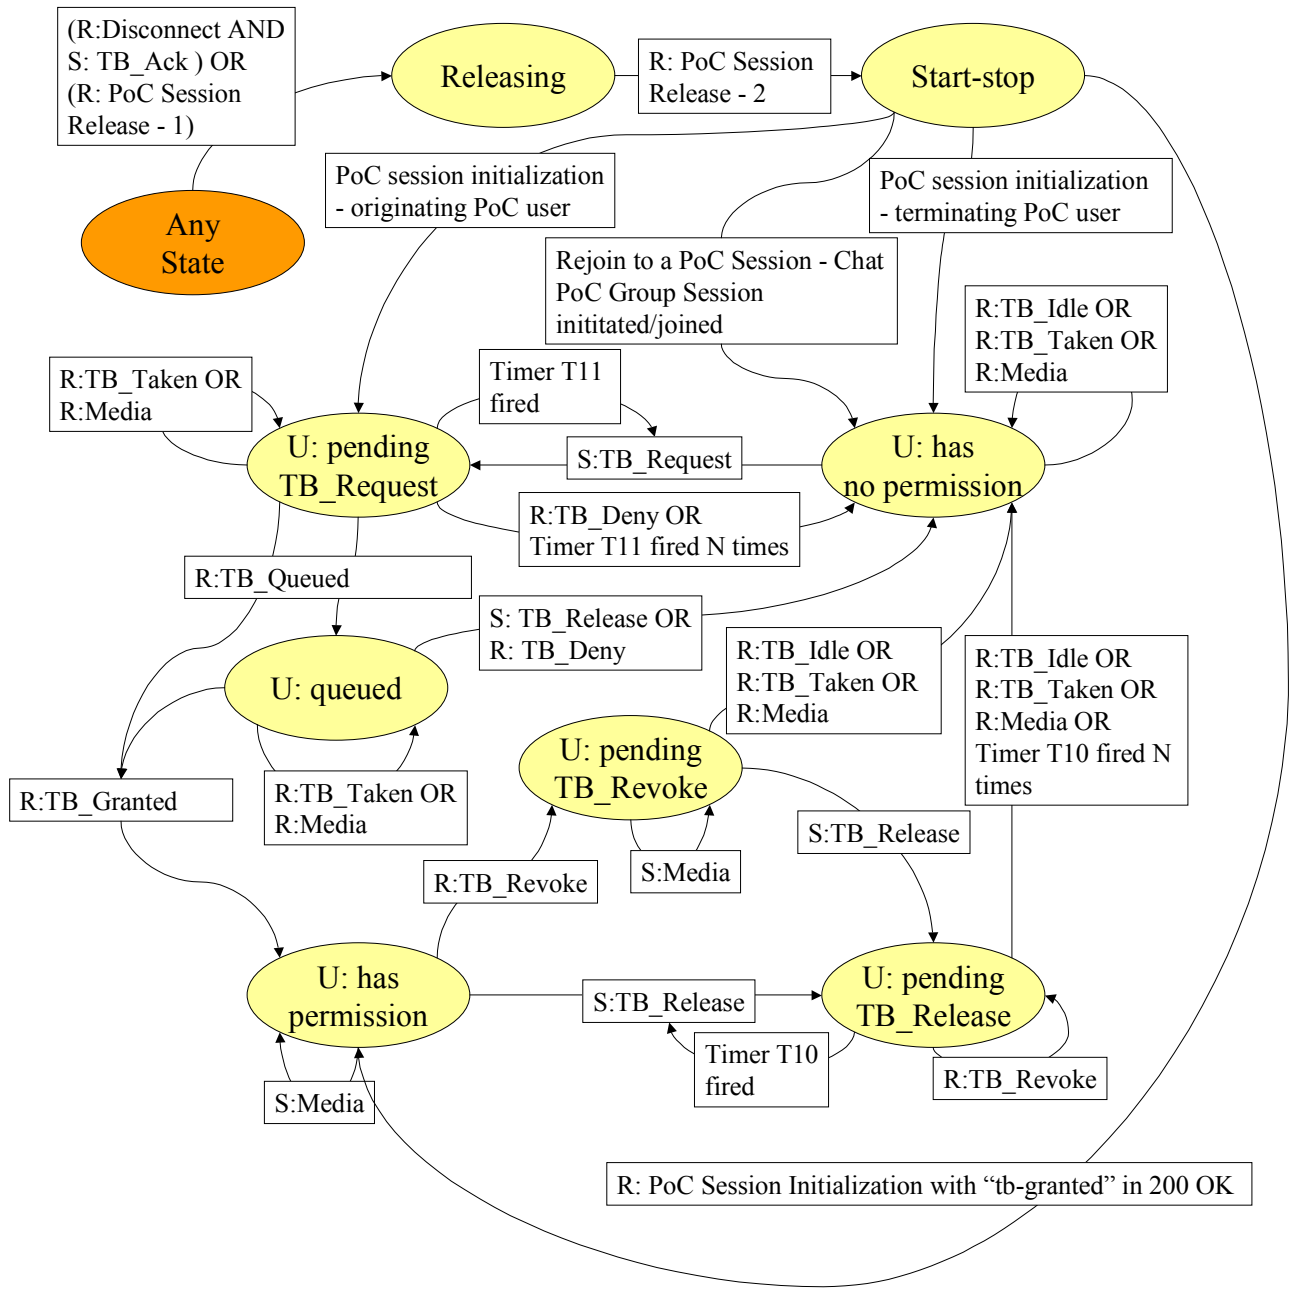 (R:Disconnect AND
S: TB_Ack ) OR
(R: PoC Session
Release - 1)
Releasing
R: PoC Session
Release - 2
Start-stop
Any
State
PoC session initialization
- originating PoC user
PoC session initialization
- terminating PoC user
Rejoin to a PoC Session - Chat
PoC Group Session
inititated/joined
R:TB_Idle OR
R:TB_Taken OR
R:Media
R:TB_Taken OR
R:Media
Timer T11
fired
U: pending
TB_Request
S:TB_Request
U: has
no permission
R:TB_Deny OR
Timer T11 fired N times
R:TB_Queued
S: TB_Release OR
R: TB_Deny
R:TB_Idle OR
R:TB_Taken OR
R:Media
R:TB_Idle OR
R:TB_Taken OR
R:Media OR
Timer T10 fired N
times
U: queued
U: pending
TB_Revoke
R:TB_Granted
R:TB_Taken OR
R:Media
S:TB_Release
R:TB_Revoke
S:Media
U: has
permission
S:TB_Release
U: pending
TB_Release
Timer T10
fired
R:TB_Revoke
S:Media
R: PoC Session Initialization with “tb-granted” in 200 OK